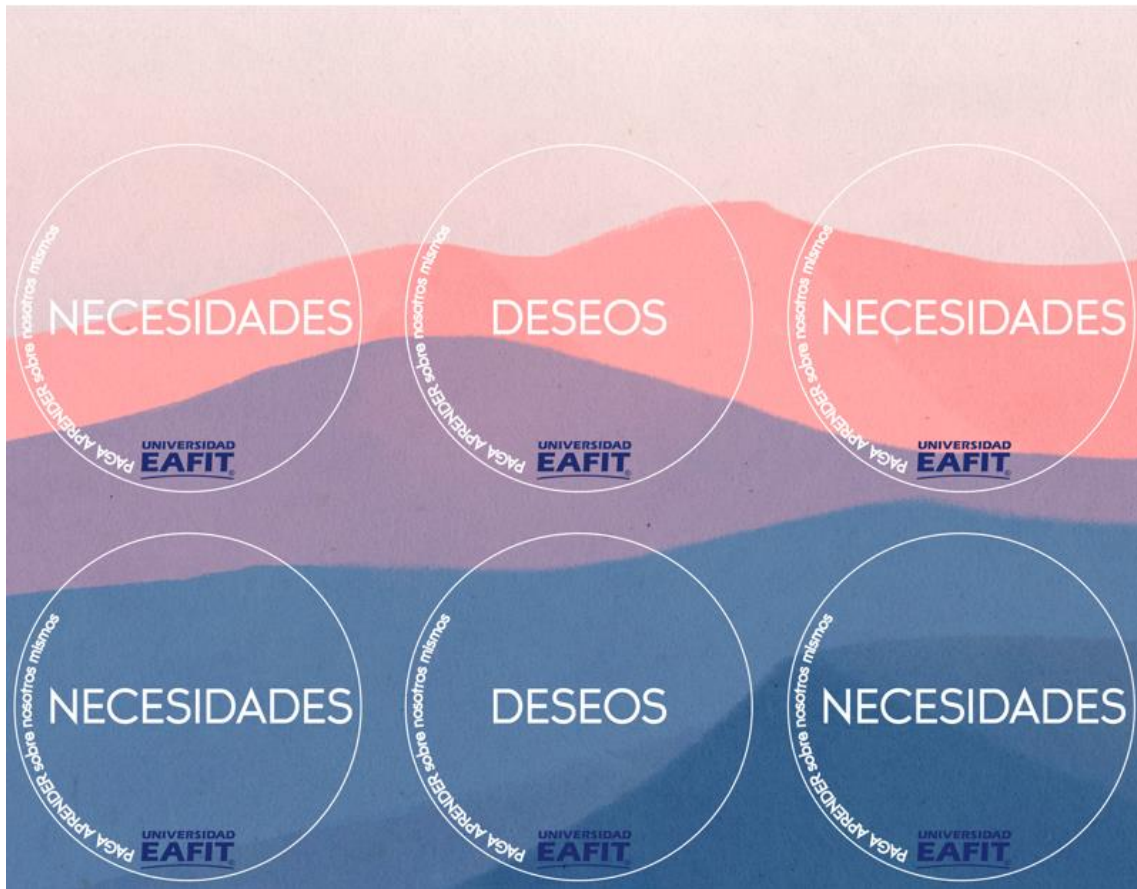 NECESIDADES
PAGA APRENDER sobre nosotros mismos
UNIVERSIDAD
EAFIT®
DESEOS
PAGA APRENDER sobre nosotros mismos
UNIVERSIDAD
EAFIT®
NECESIDADES
PAGA APRENDER sobre nosotros mismos
UNIVERSIDAD
EAFIT®
NECESIDADES
PAGA APRENDER sobre nosotros mismos
UNIVERSIDAD
EAFIT®
DESEOS
PAGA APRENDER sobre nosotros mismos
UNIVERSIDAD
EAFIT®
NECESIDADES
PAGA APRENDER sobre nosotros mismos
UNIVERSIDAD
EAFIT®